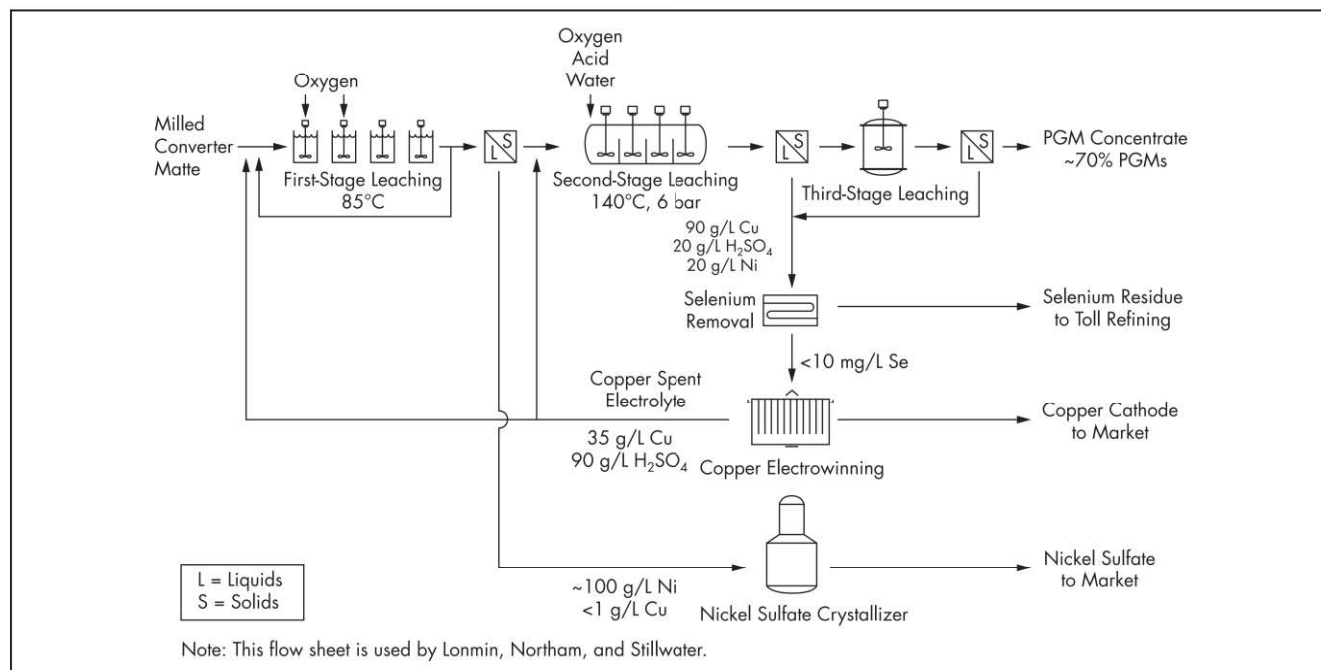 Oxygen
Acid
Water
Oxygen
Milled
Converter
Matte
L S
L S
L S
PGM Concentrate
~70% PGMs
First-Stage Leaching
85°C
Second-Stage Leaching
140°C, 6 bar
Third-Stage Leaching
90 g/L Cu
20 g/L H₂SO₄
20 g/L Ni
Selenium
Removal
Selenium Residue
to Toll Refining
<10 mg/L Se
Copper Spent
Electrolyte
35 g/L Cu
90 g/L H₂SO₄
Copper Electrowinning
Copper Cathode
to Market
~100 g/L Ni
<1 g/L Cu
Nickel Sulfate Crystallizer
Nickel Sulfate
to Market
L = Liquids
S = Solids
Note: This flow sheet is used by Lonmin, Northam, and Stillwater.